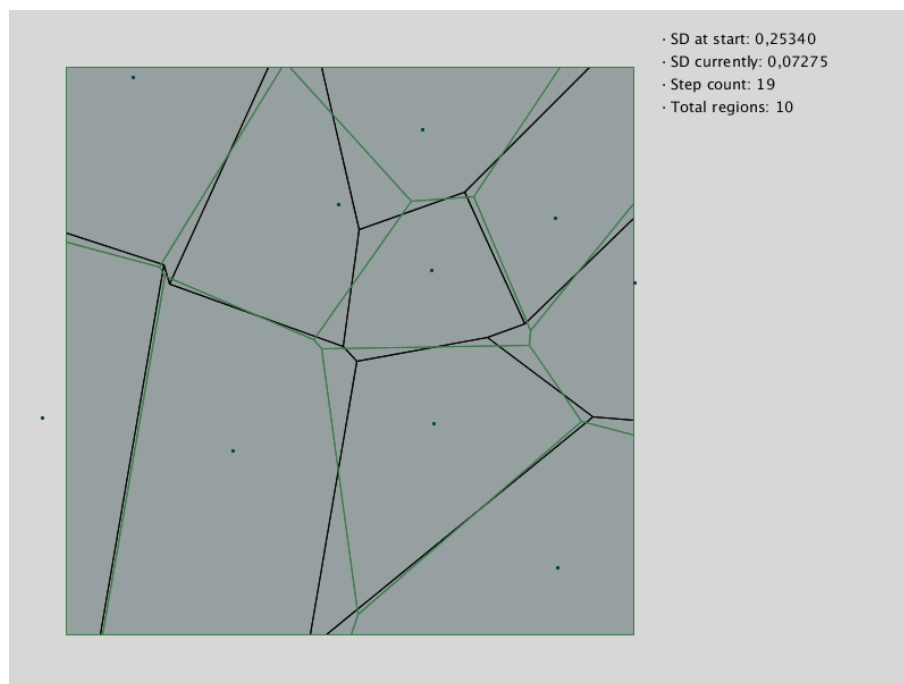 · SD at start: 0,25340
· SD currently: 0,07275
· Step count: 19
· Total regions: 10